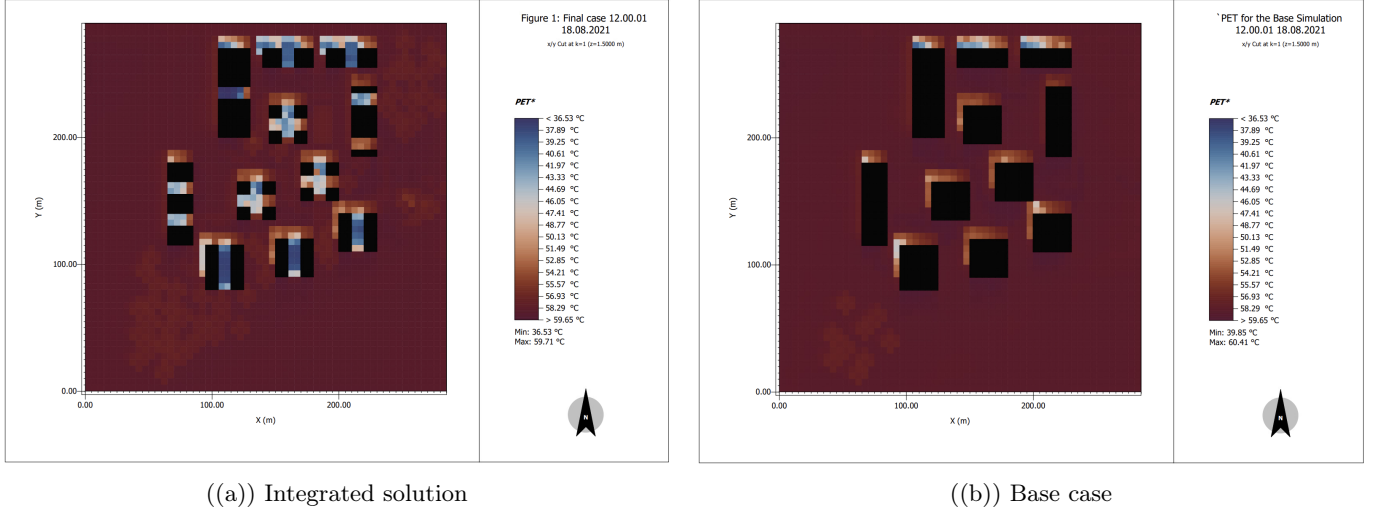 Figure 1: Final case 12.00.01
18.08.2021
x/y Cut at k=1 (z=1.5000 m)
PET*
< 36.53 °C
37.89 °C
39.25 °C
40.61 °C
41.97 °C
43.33 °C
44.69 °C
46.05 °C
47.41 °C
48.77 °C
50.13 °C
51.49 °C
52.85 °C
54.21 °C
55.57 °C
56.93 °C
58.29 °C
> 59.65 °C
Min: 36.53 °C
Max: 59.71 °C
N
200.00
100.00
0.00
Y (m)
0.00 100.00 200.00
X (m)
((a)) Integrated solution
`PET for the Base Simulation
12.00.01 18.08.2021
x/y Cut at k=1 (z=1.5000 m)
PET*
< 36.53 °C
37.89 °C
39.25 °C
40.61 °C
41.97 °C
43.33 °C
44.69 °C
46.05 °C
47.41 °C
48.77 °C
50.13 °C
51.49 °C
52.85 °C
54.21 °C
55.57 °C
56.93 °C
58.29 °C
> 59.65 °C
Min: 39.85 °C
Max: 60.41 °C
N
200.00
100.00
0.00
Y (m)
0.00 100.00 200.00
X (m)
((b)) Base case